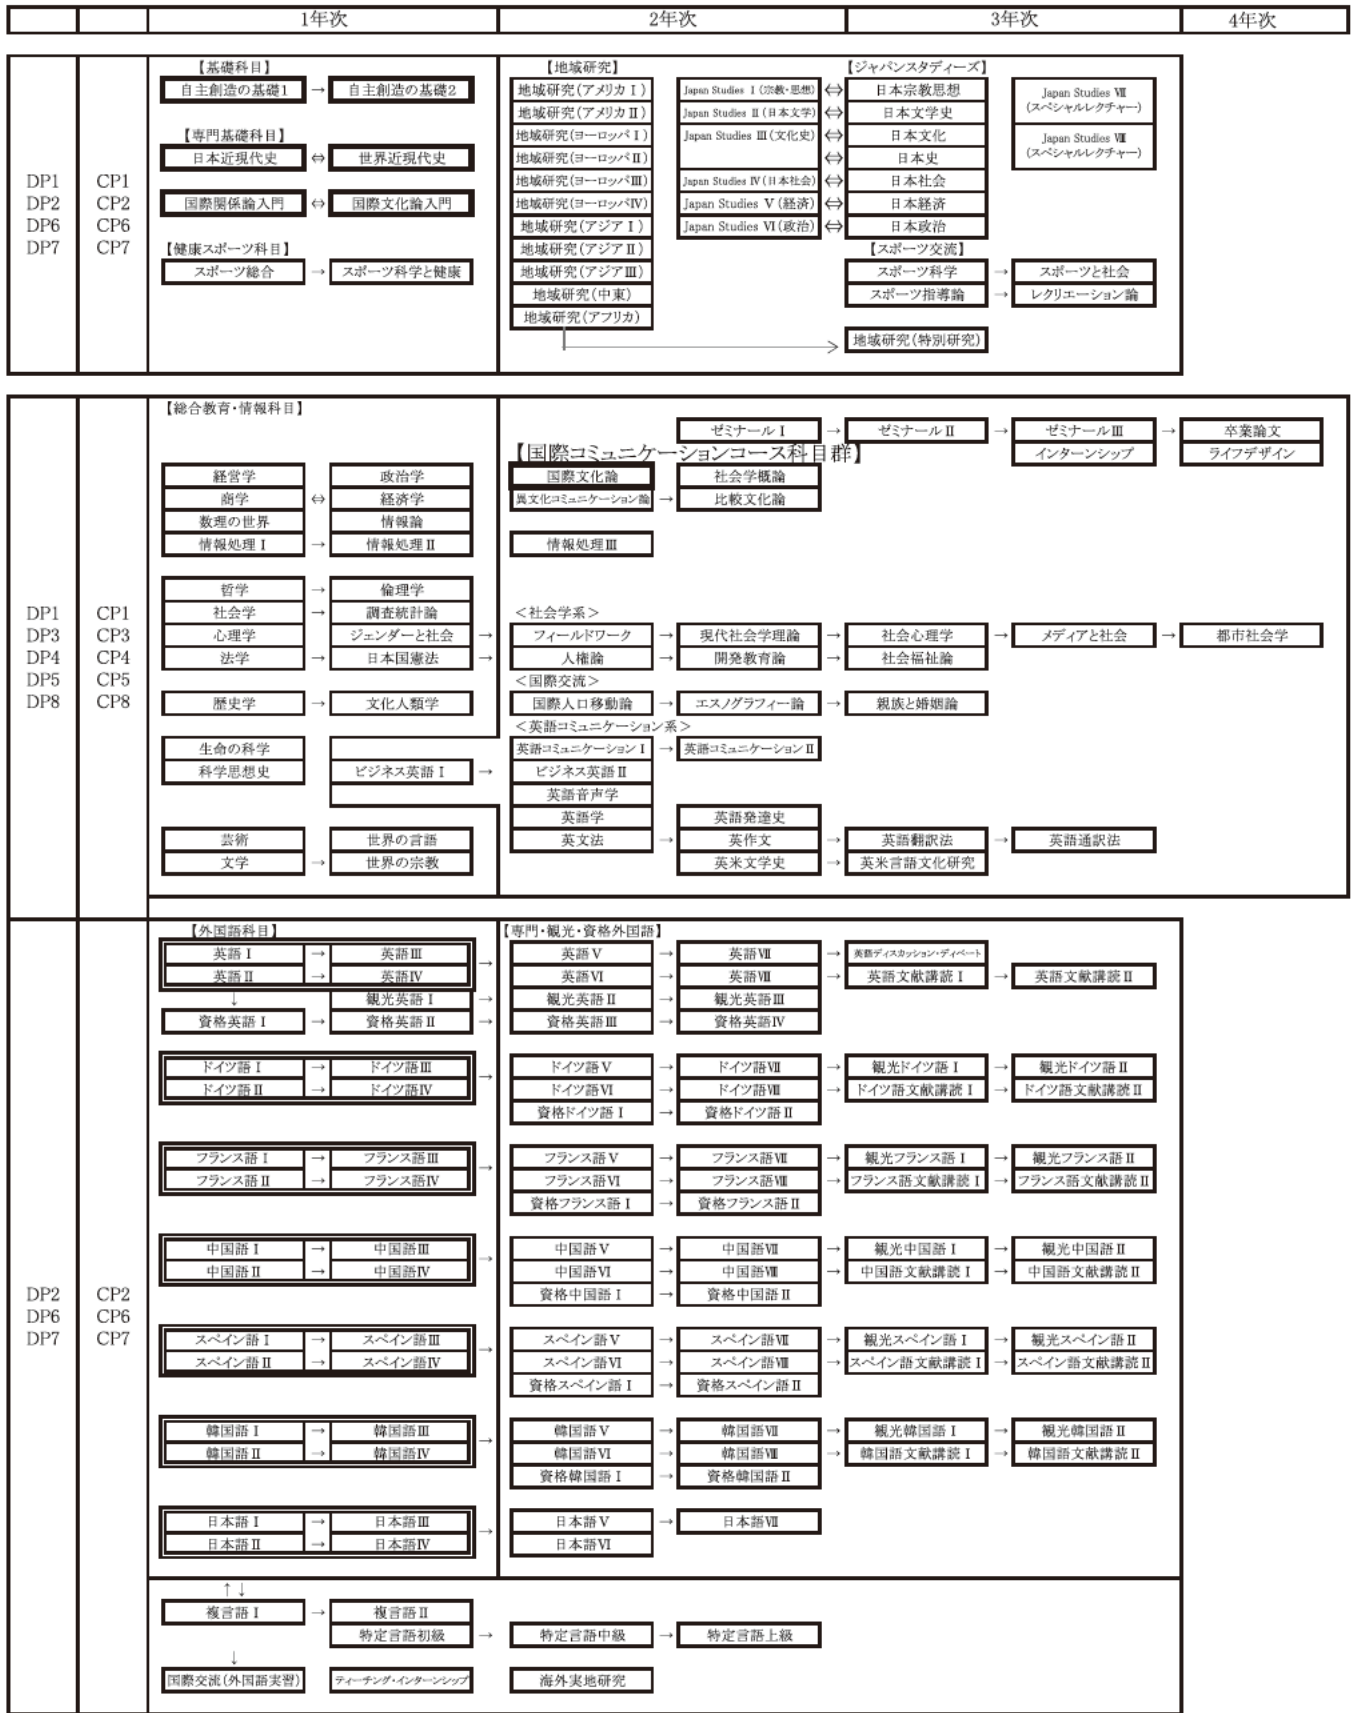 1年次 2年次 3年次 4年次
【基礎科目】 【地域研究】 【ジャパンスタディーズ】
自主創造の基礎1 → 自主創造の基礎2 地域研究(アメリカⅠ) Japan Studies Ⅰ(宗教・思想) ⇔ 日本宗教思想 Japan Studies Ⅶ
(スペシャルレクチャー)
地域研究(アメリカⅡ) Japan Studies Ⅱ(日本文学) ⇔ 日本文学史
【専門基礎科目】 地域研究(ヨーロッパⅠ) Japan Studies Ⅲ(文化史) ⇔ 日本文化 Japan Studies Ⅷ
(スペシャルレクチャー)
日本近現代史 ⇔ 世界近現代史 地域研究(ヨーロッパⅡ) ⇔ 日本史
DP1 CP1 地域研究(ヨーロッパⅢ) Japan Studies Ⅳ(日本社会) ⇔ 日本社会
DP2 CP2 国際関係論入門 ⇔ 国際文化論入門 地域研究(ヨーロッパⅣ) Japan Studies Ⅴ(経済) ⇔ 日本経済
DP6 CP6 地域研究(アジアⅠ) Japan Studies Ⅵ(政治) ⇔ 日本政治
DP7 CP7 【健康スポーツ科目】 地域研究(アジアⅡ) 【スポーツ交流】
スポーツ総合 → スポーツ科学と健康 地域研究(アジアⅢ) スポーツ科学 → スポーツと社会
地域研究(中東) スポーツ指導論 → レクリエーション論
地域研究(アフリカ)
地域研究(特別研究)
【総合教育・情報科目】
ゼミナールⅠ → ゼミナールⅡ → ゼミナールⅢ → 卒業論文
【国際コミュニケーションコース科目群】 インターンシップ ライフデザイン
経営学 政治学 国際文化論 社会学概論
商学 ⇔ 経済学 異文化コミュニケーション論 → 比較文化論
数理の世界 情報論
情報処理Ⅰ → 情報処理Ⅱ 情報処理Ⅲ
哲学 → 倫理学
DP1 CP1 社会学 → 調査統計論 <社会学系>
DP3 CP3 心理学 ジェンダーと社会 → フィールドワーク → 現代社会学理論 → 社会心理学 → メディアと社会 → 都市社会学
DP4 CP4 法学 → 日本国憲法 → 人権論 → 開発教育論 → 社会福祉論
DP5 CP5 <国際交流>
DP8 CP8 歴史学 → 文化人類学 国際人口移動論 → エスノグラフィー論 → 親族と婚姻論
<英語コミュニケーション系>
生命の科学 英語コミュニケーションⅠ → 英語コミュニケーションⅡ
科学思想史 ビジネス英語Ⅰ → ビジネス英語Ⅱ
英語音声学
英語学 英語発達史
芸術 世界の言語 英文法 → 英作文 → 英語翻訳法 → 英語通訳法
文学 → 世界の宗教 英米文学史 → 英米言語文化研究
【外国語科目】 【専門・観光・資格外国語】
英語Ⅰ → 英語Ⅲ → 英語Ⅴ → 英語Ⅶ → 英語ディスカッション・ディベート
英語Ⅱ → 英語Ⅳ 英語Ⅵ → 英語Ⅷ → 英語文献講読Ⅰ → 英語文献講読Ⅱ
↓ 観光英語Ⅰ → 観光英語Ⅱ → 観光英語Ⅲ
資格英語Ⅰ → 資格英語Ⅱ → 資格英語Ⅲ → 資格英語Ⅳ
ドイツ語Ⅰ → ドイツ語Ⅲ → ドイツ語Ⅴ → ドイツ語Ⅶ → 観光ドイツ語Ⅰ → 観光ドイツ語Ⅱ
ドイツ語Ⅱ → ドイツ語Ⅳ ドイツ語Ⅵ → ドイツ語Ⅷ → ドイツ語文献講読Ⅰ → ドイツ語文献講読Ⅱ
資格ドイツ語Ⅰ → 資格ドイツ語Ⅱ
フランス語Ⅰ → フランス語Ⅲ → フランス語Ⅴ → フランス語Ⅶ → 観光フランス語Ⅰ → 観光フランス語Ⅱ
フランス語Ⅱ → フランス語Ⅳ フランス語Ⅵ → フランス語Ⅷ → フランス語文献講読Ⅰ → フランス語文献講読Ⅱ
資格フランス語Ⅰ → 資格フランス語Ⅱ
中国語Ⅰ → 中国語Ⅲ → 中国語Ⅴ → 中国語Ⅶ → 観光中国語Ⅰ → 観光中国語Ⅱ
中国語Ⅱ → 中国語Ⅳ 中国語Ⅵ → 中国語Ⅷ → 中国語文献講読Ⅰ → 中国語文献講読Ⅱ
DP2 CP2 資格中国語Ⅰ → 資格中国語Ⅱ
DP6 CP6
DP7 CP7 スペイン語Ⅰ → スペイン語Ⅲ → スペイン語Ⅴ → スペイン語Ⅶ → 観光スペイン語Ⅰ → 観光スペイン語Ⅱ
スペイン語Ⅱ → スペイン語Ⅳ スペイン語Ⅵ → スペイン語Ⅷ → スペイン語文献講読Ⅰ → スペイン語文献講読Ⅱ
資格スペイン語Ⅰ → 資格スペイン語Ⅱ
韓国語Ⅰ → 韓国語Ⅲ → 韓国語Ⅴ → 韓国語Ⅶ → 観光韓国語Ⅰ → 観光韓国語Ⅱ
韓国語Ⅱ → 韓国語Ⅳ 韓国語Ⅵ → 韓国語Ⅷ → 韓国語文献講読Ⅰ → 韓国語文献講読Ⅱ
資格韓国語Ⅰ → 資格韓国語Ⅱ
日本語Ⅰ → 日本語Ⅲ → 日本語Ⅴ → 日本語Ⅶ
日本語Ⅱ → 日本語Ⅳ 日本語Ⅵ
↑↓
複言語Ⅰ → 複言語Ⅱ
特定言語初級 → 特定言語中級 → 特定言語上級
↓
国際交流(外国語実習) ティーチング・インターンシップ 海外実地研究